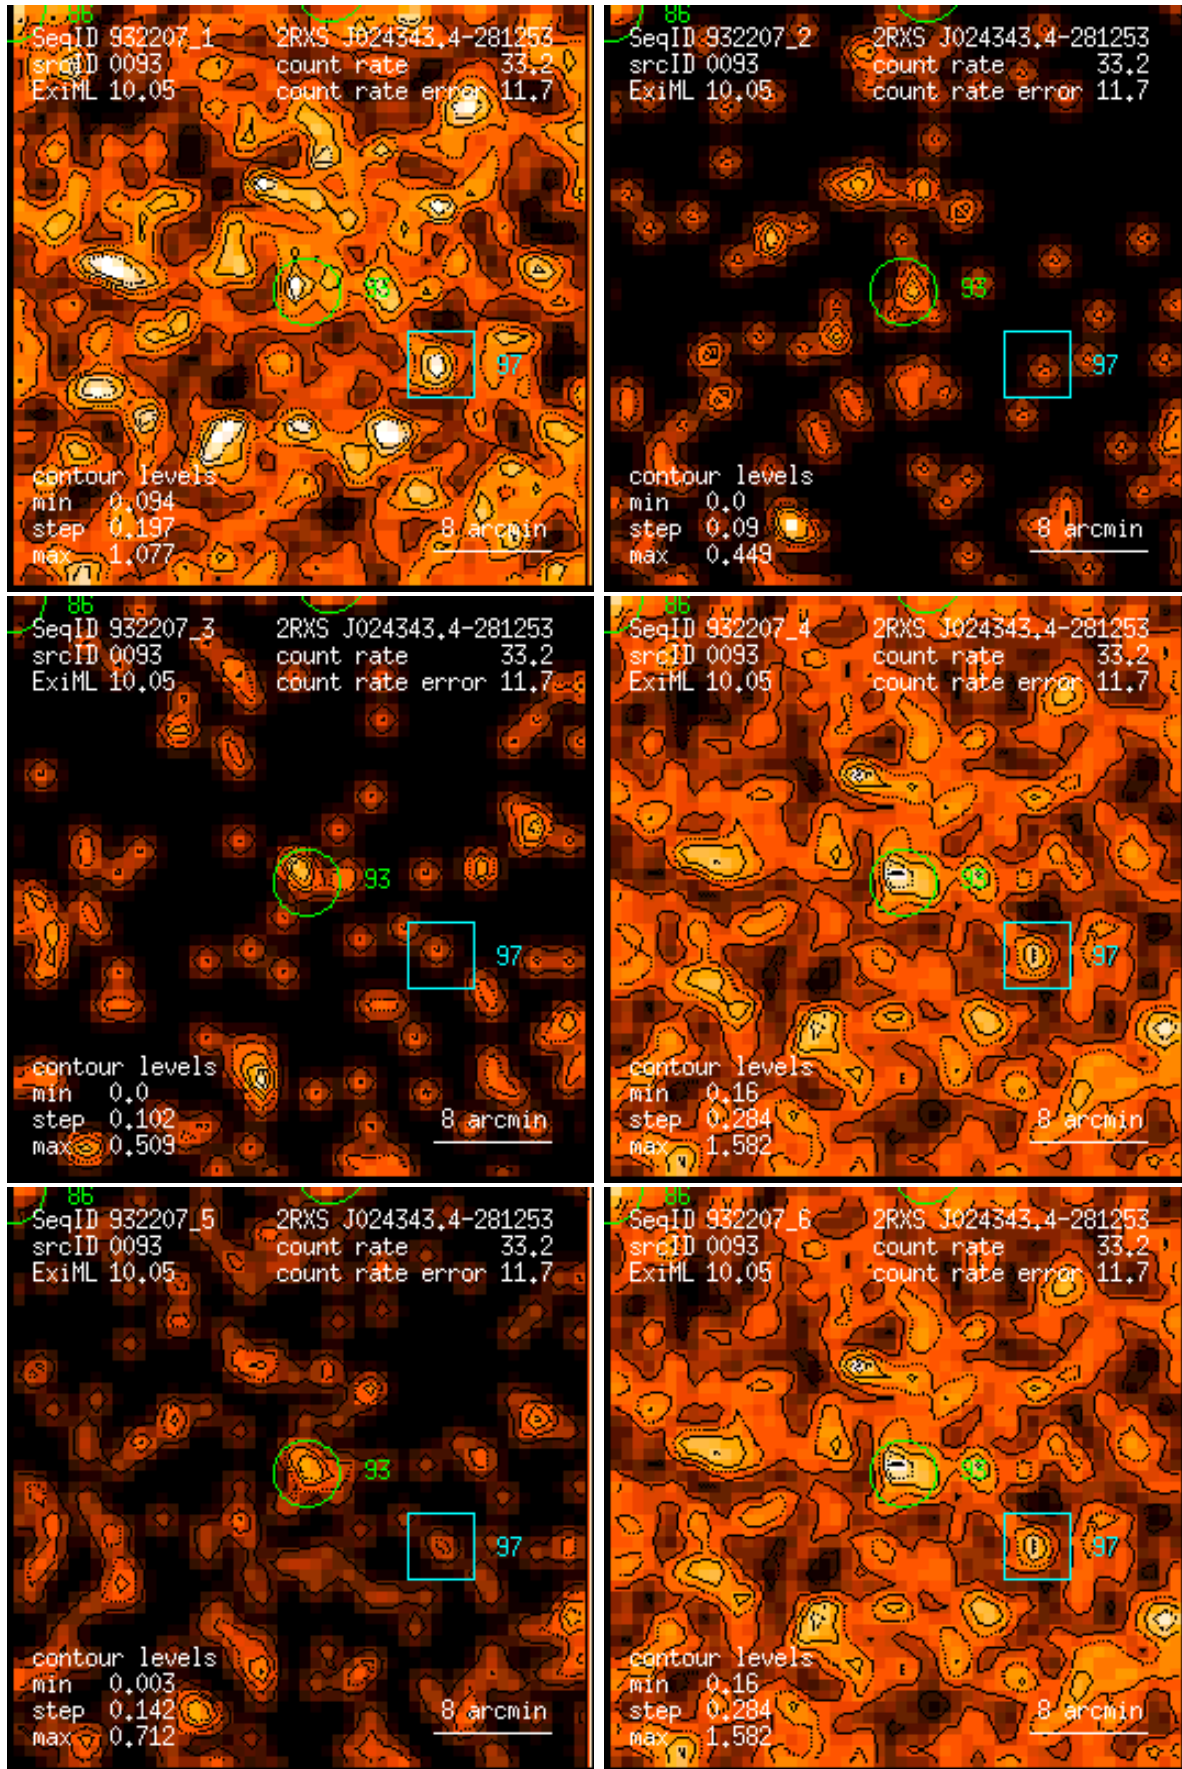 86
SeqID 932207_1 2RXS J024343.4-281253
srcID 0093 count rate 33.2
ExiML 10.05 count rate error 11.7
93
97
contour levels
min 0.094
step 0.197 8 arcmin
max 1.077
86
SeqID 932207_2 2RXS J024343.4-281253
srcID 0093 count rate 33.2
ExiML 10.05 count rate error 11.7
93
97
contour levels
min 0.0
step 0.09 8 arcmin
max 0.449
86
SeqID 932207_3 2RXS J024343.4-281253
srcID 0093 count rate 33.2
ExiML 10.05 count rate error 11.7
93
97
contour levels
min 0.0
step 0.102 8 arcmin
max 0.509
86
SeqID 932207_4 2RXS J024343.4-281253
srcID 0093 count rate 33.2
ExiML 10.05 count rate error 11.7
93
97
contour levels
min 0.16
step 0.284 8 arcmin
max 1.582
86
SeqID 932207_5 2RXS J024343.4-281253
srcID 0093 count rate 33.2
ExiML 10.05 count rate error 11.7
93
97
contour levels
min 0.003
step 0.142 8 arcmin
max 0.712
86
SeqID 932207_6 2RXS J024343.4-281253
srcID 0093 count rate 33.2
ExiML 10.05 count rate error 11.7
93
97
contour levels
min 0.16
step 0.284 8 arcmin
max 1.582